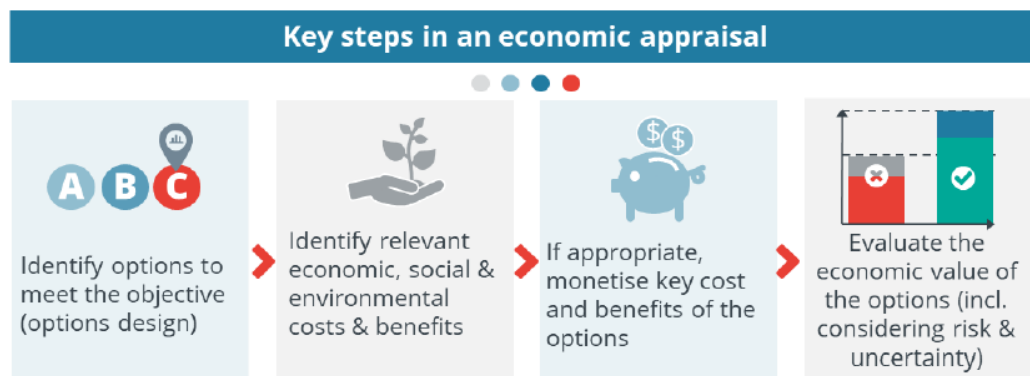 Key steps in an economic appraisal
A B C
Identify options to
meet the objective
(options design)
Identify relevant
economic, social &
environmental
costs & benefits
$ $
If appropriate,
monetise key cost
and benefits of the
options
Evaluate the
economic value of
the options (incl.
considering risk &
uncertainty)